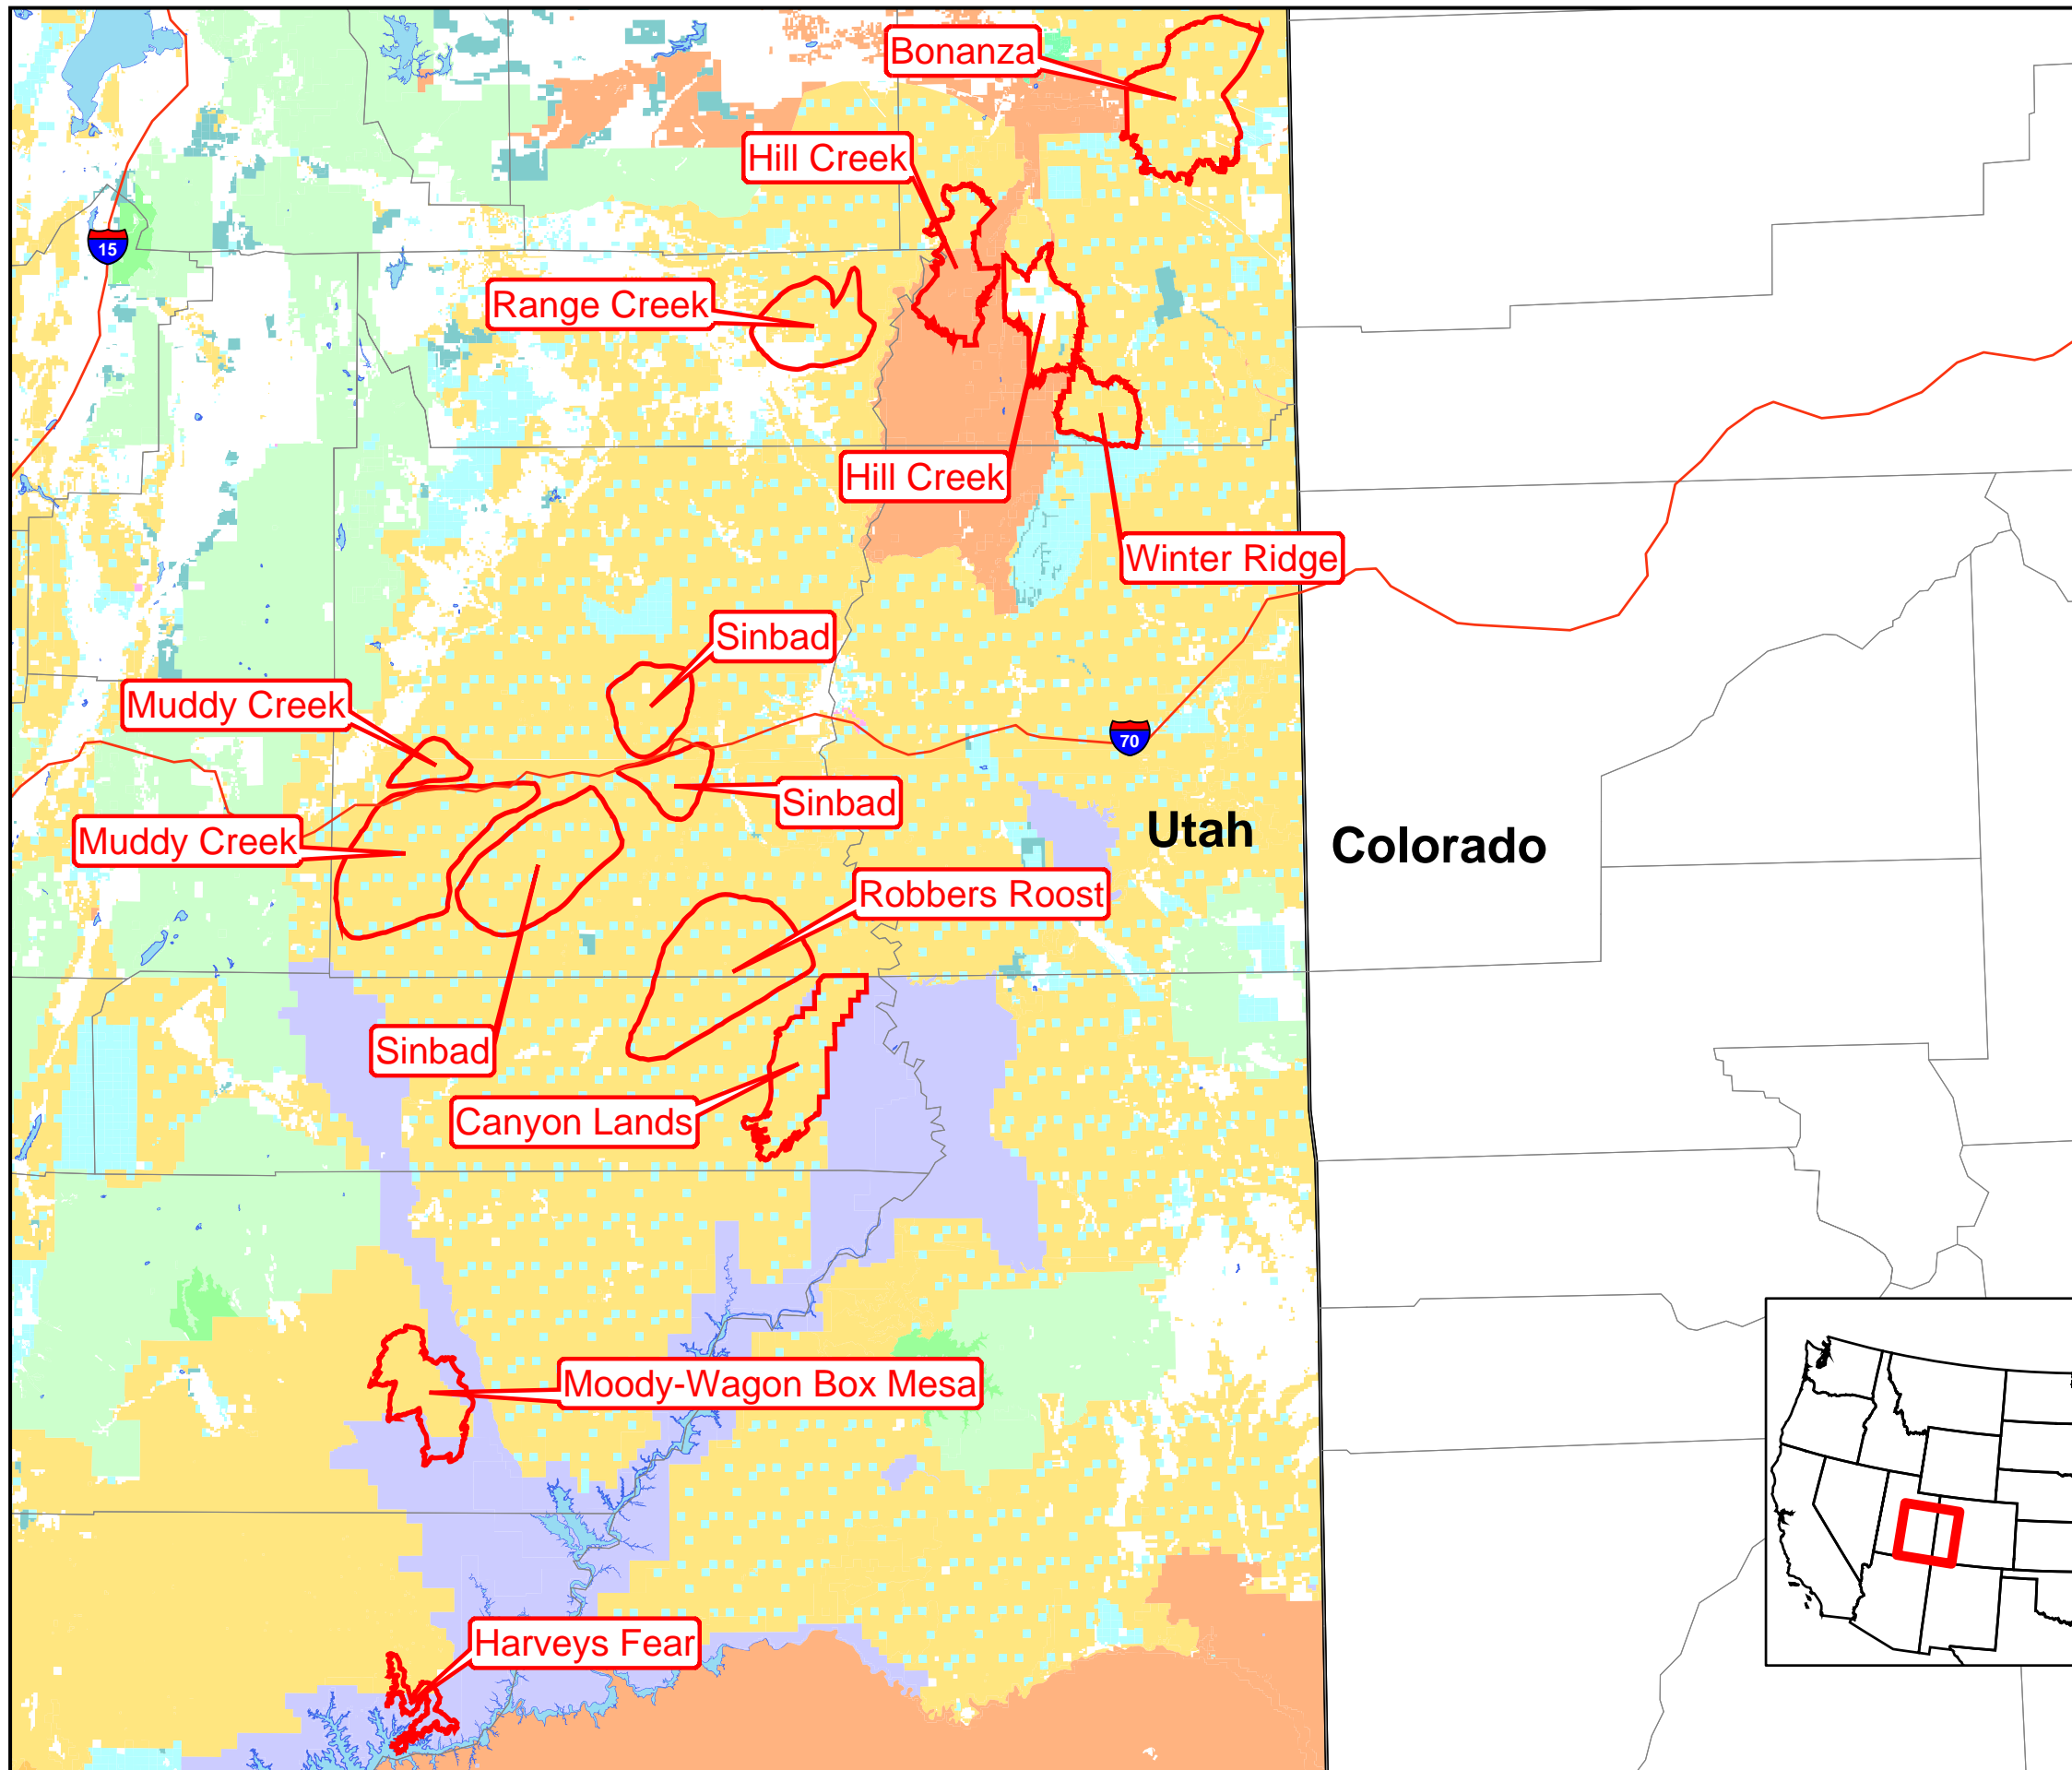 Bonanza
Hill Creek
15
Range Creek
Hill Creek
Winter Ridge
Sinbad
Muddy Creek
70
Sinbad
Utah
Colorado
Muddy Creek
Robbers Roost
Sinbad
Canyon Lands
Moody-Wagon Box Mesa
Harveys Fear